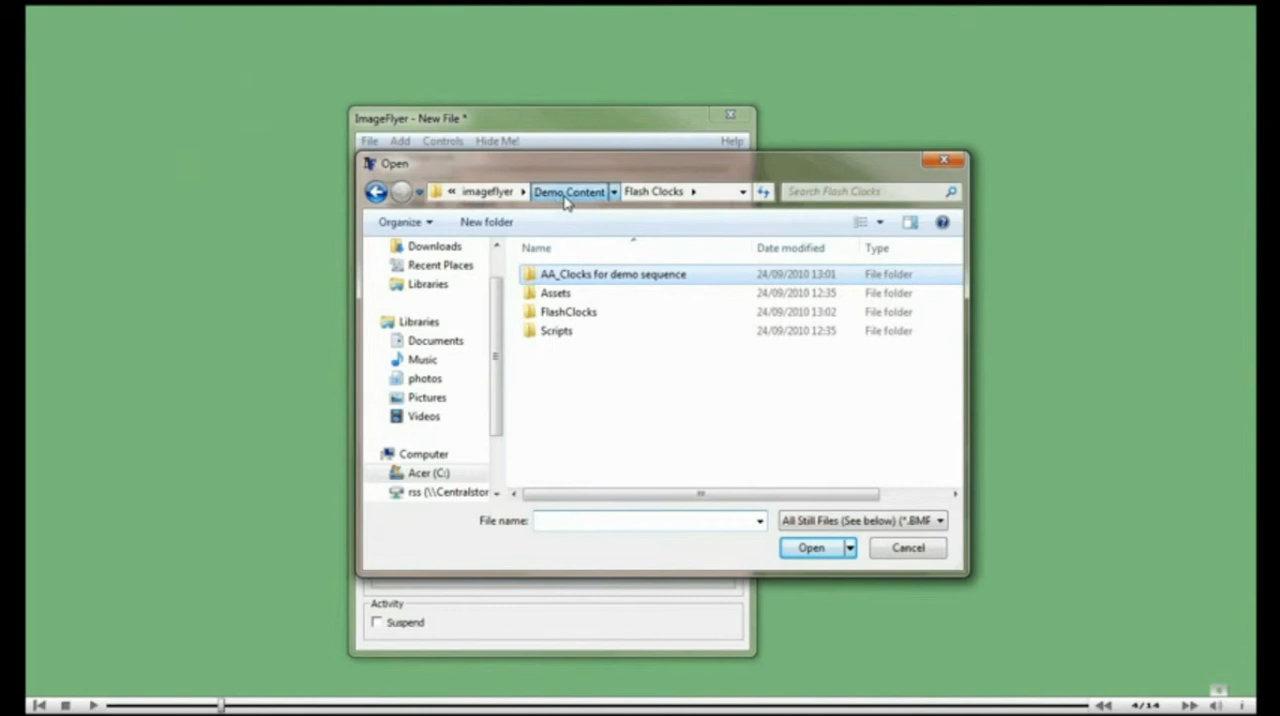 ImageFlyer - New File *
File Add Controls Hide Me! Help
Open
« imageflyer Demo Content Flash Clocks Search Flash Clocks
Organize New folder
Name Date modified Type
Downloads
Recent Places
Libraries
Libraries
Documents
Music
photos
Pictures
Videos
Computer
Acer (C:)
rss (\\Centralstor
AA_Clocks for demo sequence 24/09/2010 13:01 File folder
Assets 24/09/2010 12:35 File folder
FlashClocks 24/09/2010 13:02 File folder
Scripts 24/09/2010 12:35 File folder
File name: All Still Files (See below) (*.BMF
Open Cancel
Activity
Suspend
4/14